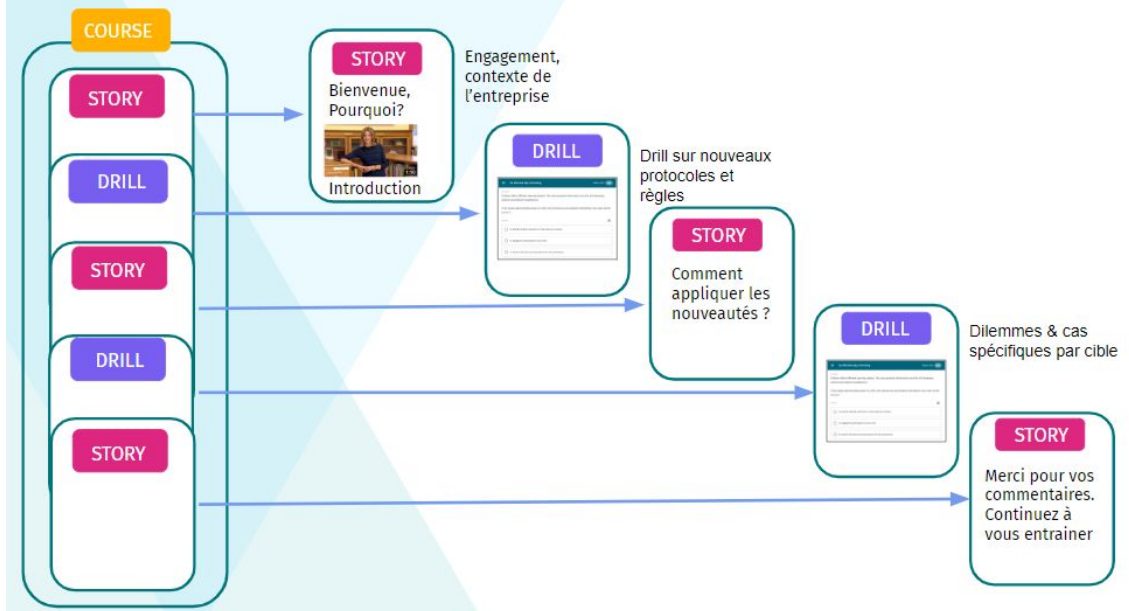 COURSE
STORY
DRILL
STORY
DRILL
STORY
STORY
Bienvenue,
Pourquoi?
Introduction
Engagement,
contexte de
l'entreprise
DRILL
Drill sur nouveaux
protocoles et
règles
STORY
Comment
appliquer les
nouveautés ?
DRILL
Dilemmes & cas
spécifiques par cible
STORY
Merci pour vos
commentaires.
Continuez à
vous entrainer